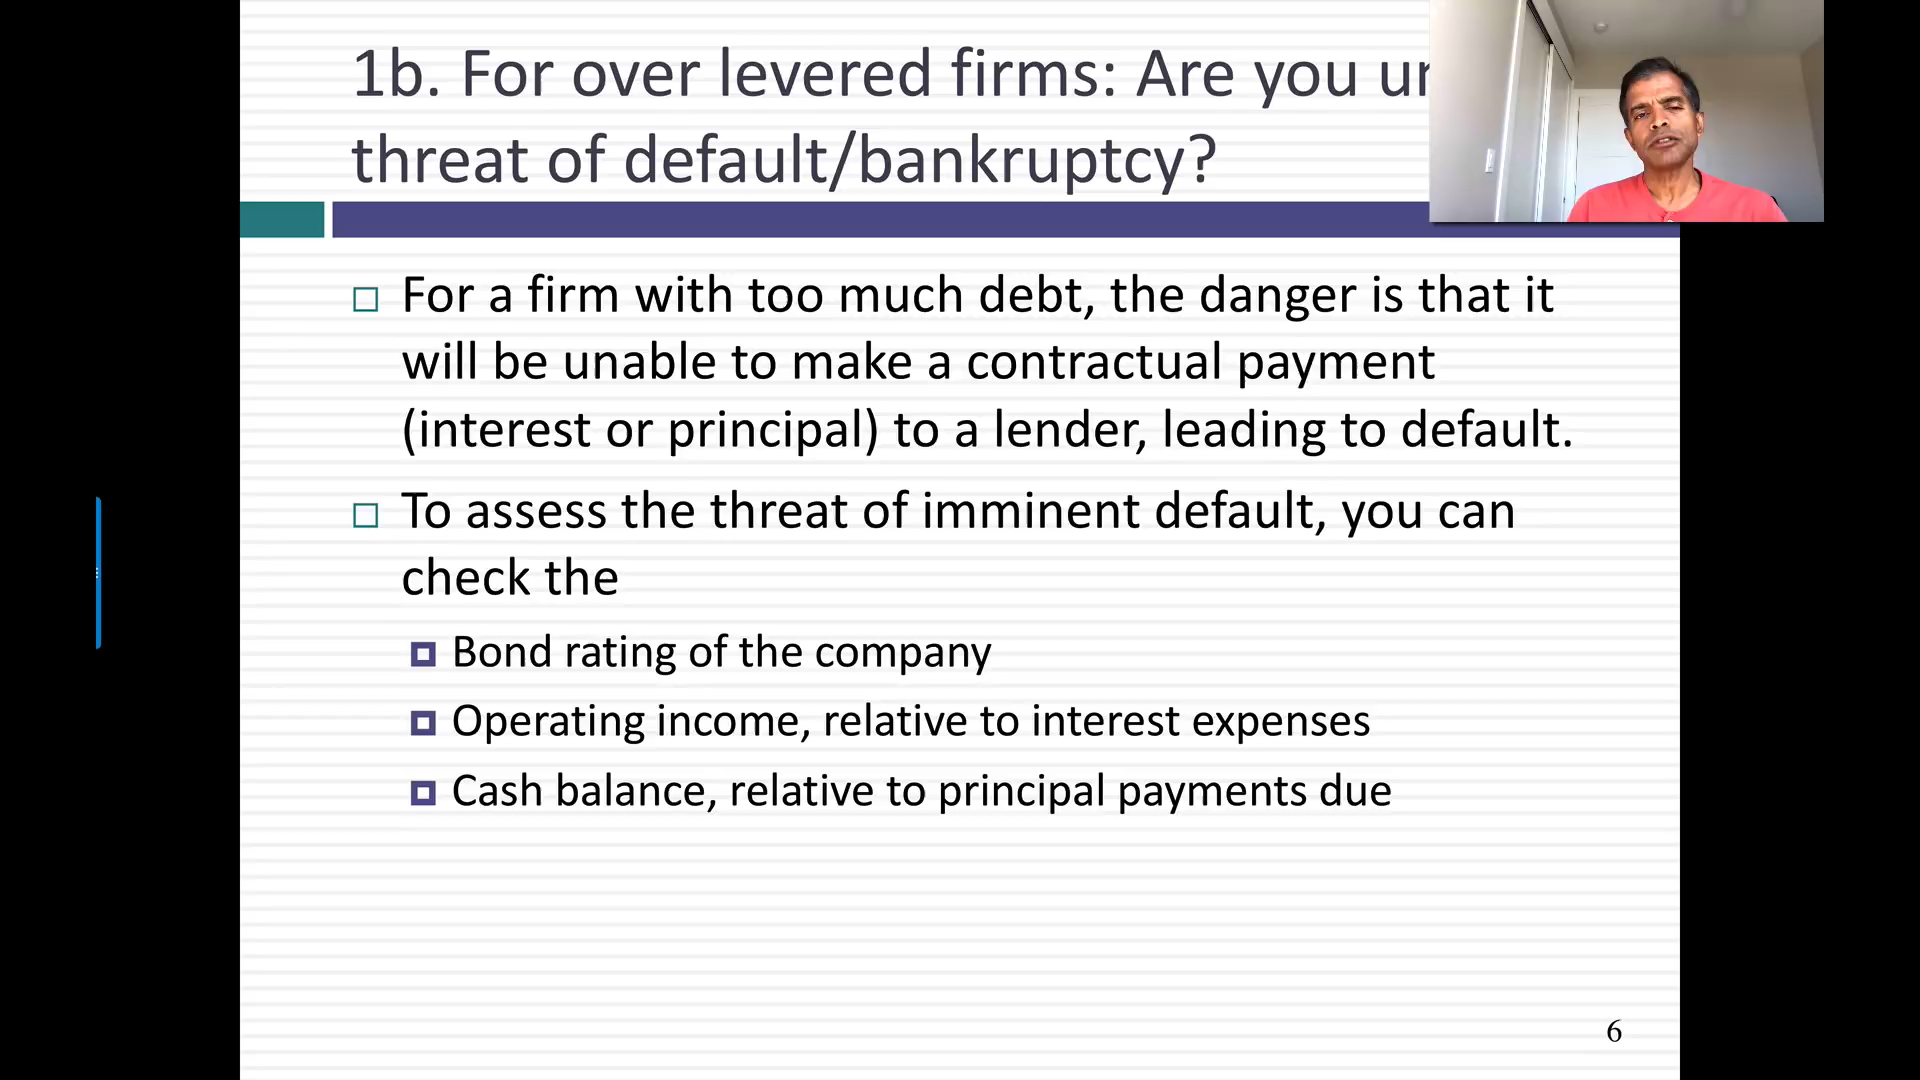 1b. For over levered firms: Are you
threat of default/bankruptcy?
For a firm with too much debt, the danger is that it
will be unable to make a contractual payment
(interest or principal) to a lender, leading to default.
To assess the threat of imminent default, you can
check the
Bond rating of the company
Operating income, relative to interest expenses
Cash balance, relative to principal payments due
6